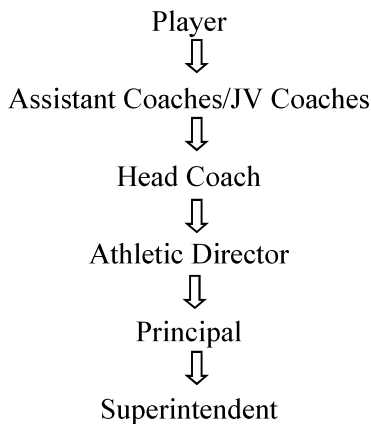 Player
Assistant Coaches/JV Coaches
Head Coach
Athletic Director
Principal
Superintendent